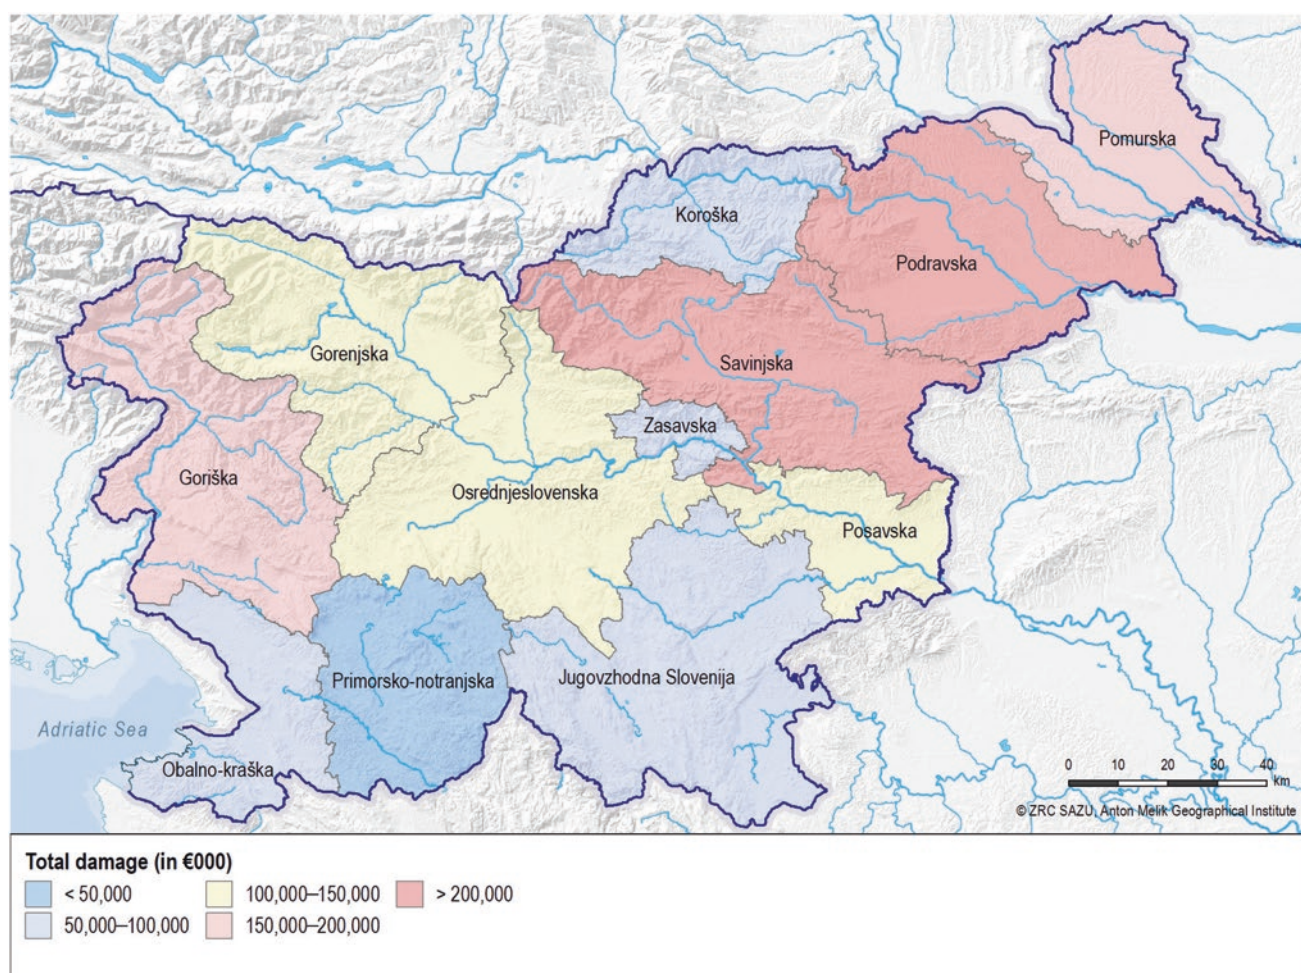 Pomurska
Koroška
Podravska
Gorenjska
Savinjska
Zasavska
Goriška
Osrednjeslovenska
Posavska
Primorsko-notranjska
Jugovzhodna Slovenija
Adriatic Sea
Obalno-kraška
0 10 20 30 40
km
© ZRC SAZU, Anton Melik Geographical Institute
Total damage (in €000)
< 50,000
100,000–150,000
> 200,000
50,000–100,000
150,000–200,000